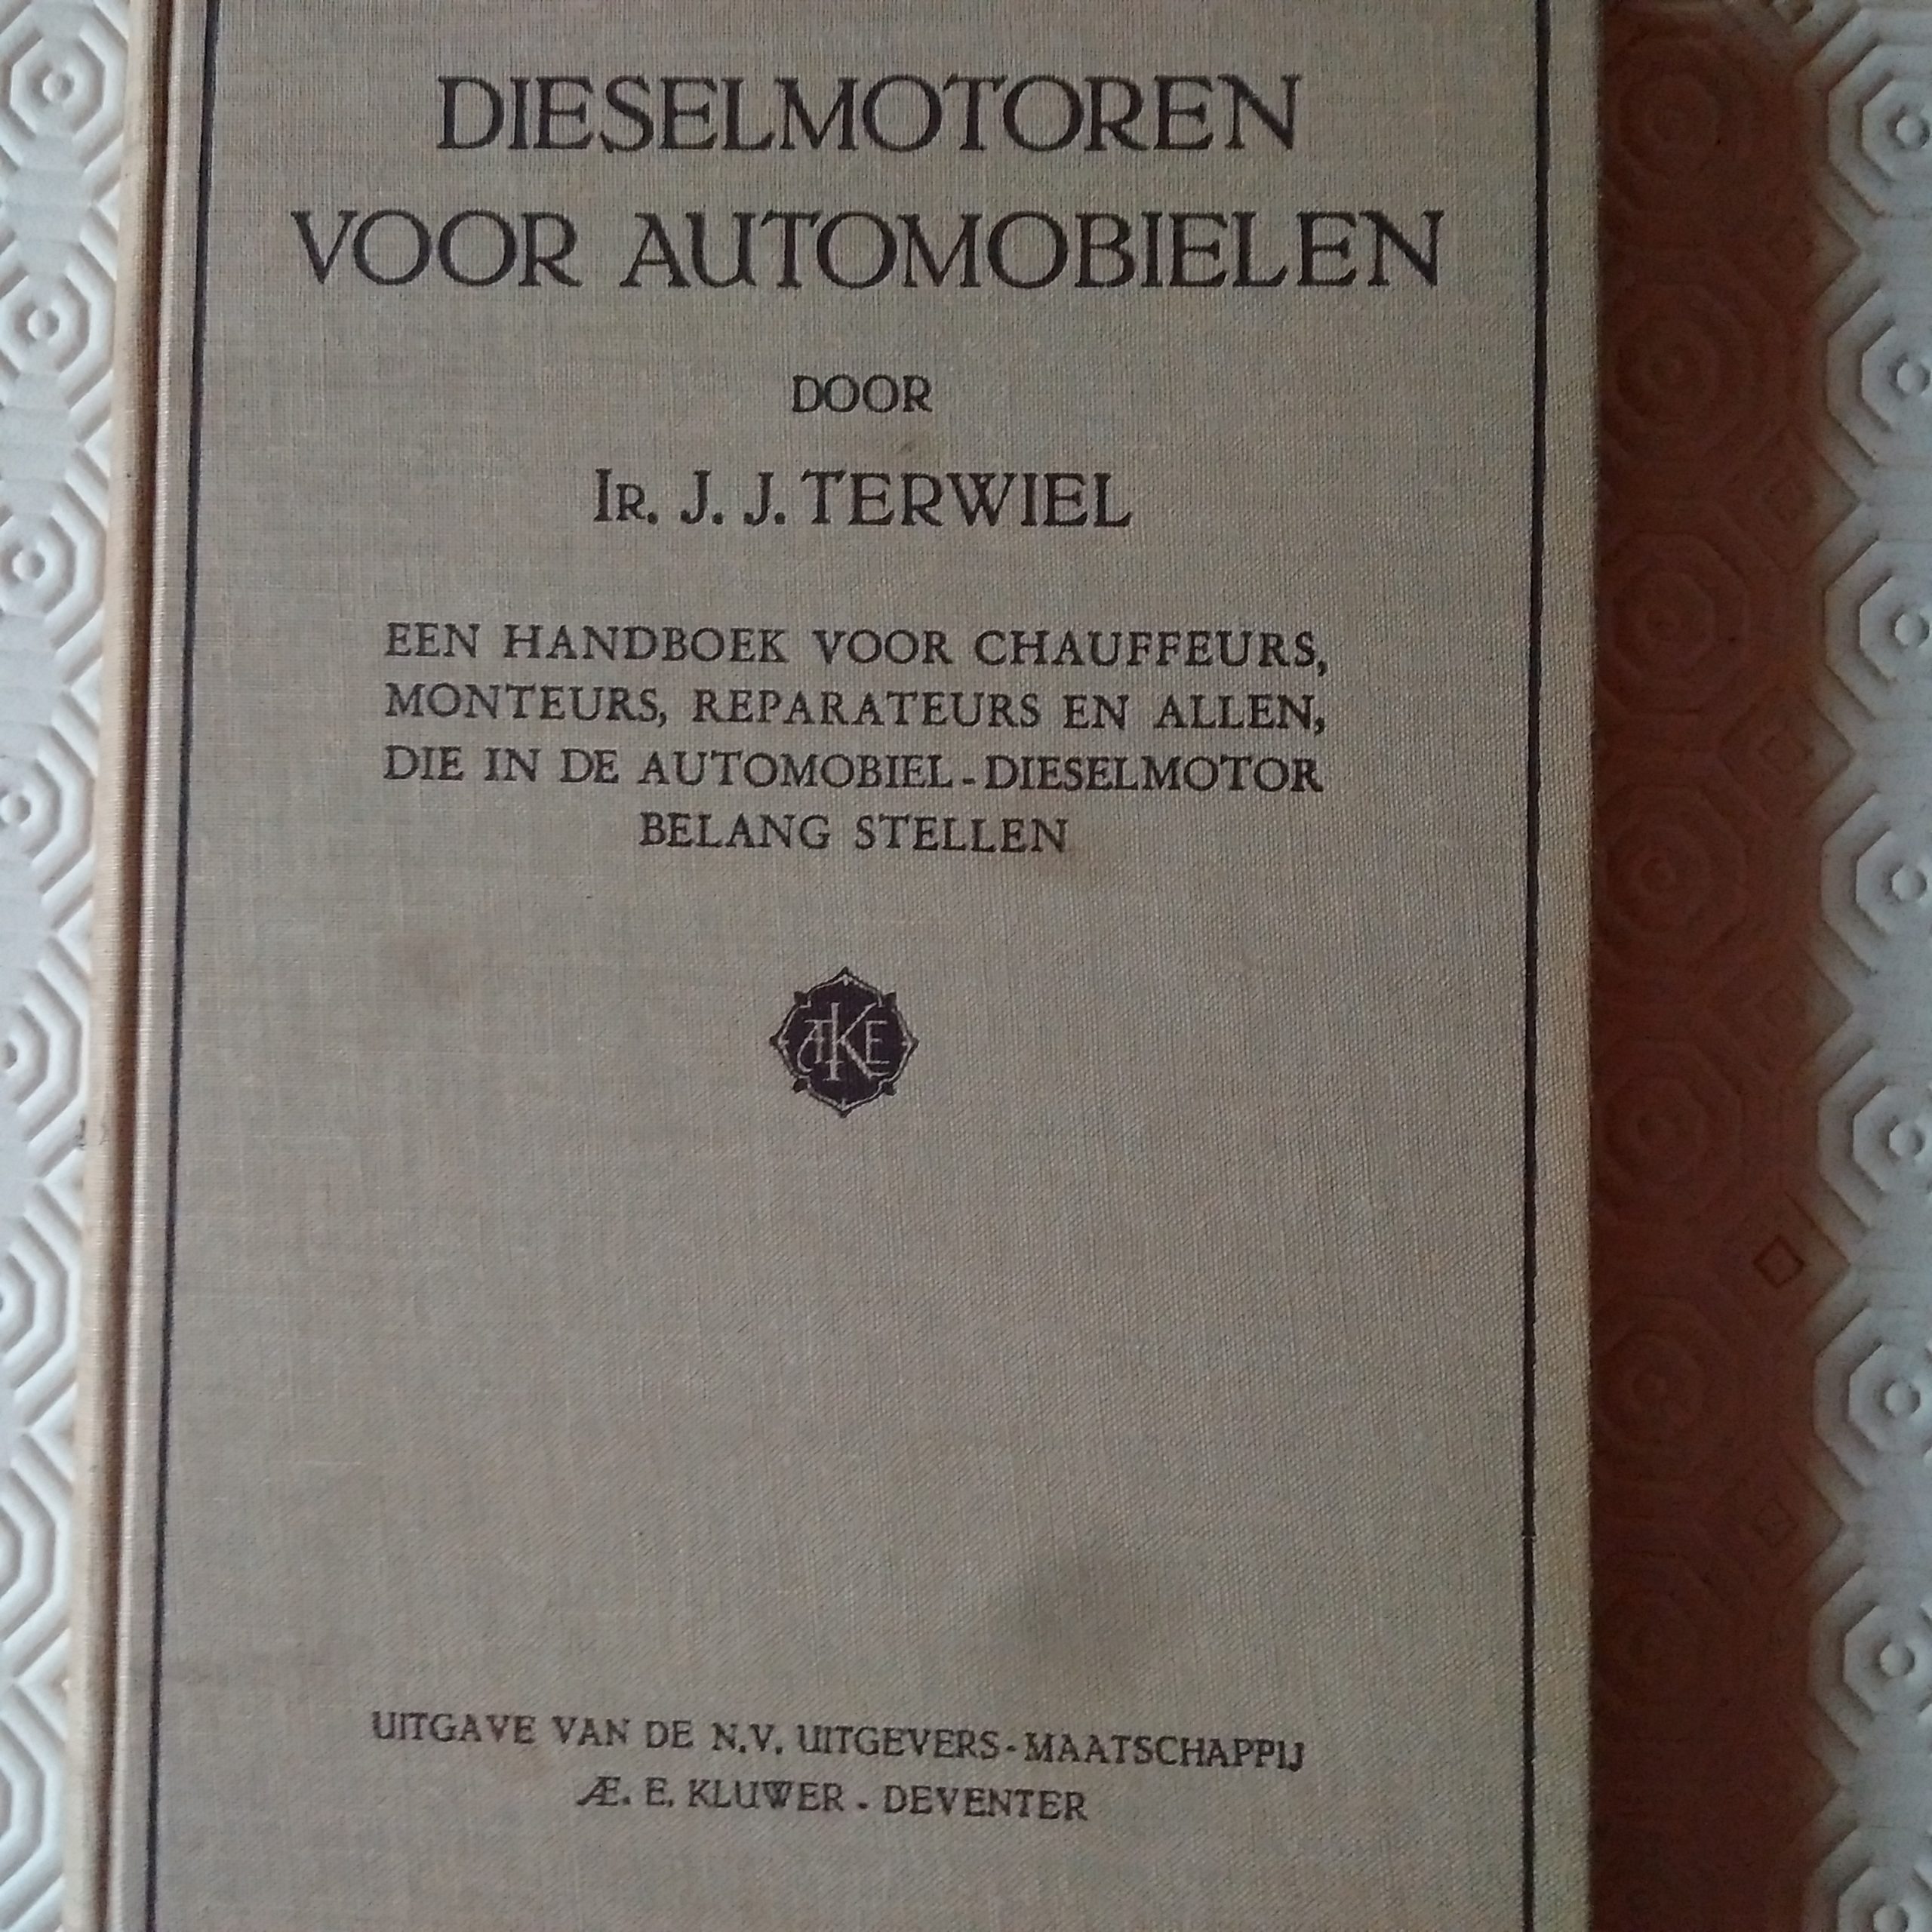 DIESELMOTOREN
VOOR AUTOMOBIELEN
DOOR
IR. J. J. TERWIEL
EEN HANDBOEK VOOR CHAUFFEURS,
MONTEURS, REPARATEURS EN ALLEN,
DIE IN DE AUTOMOBIEL-DIESELMOTOR
BELANG STELLEN
ÆKE
UITGAVE VAN DE N.V. UITGEVERS-MAATSCHAPPIJ
Æ. E. KLUWER - DEVENTER